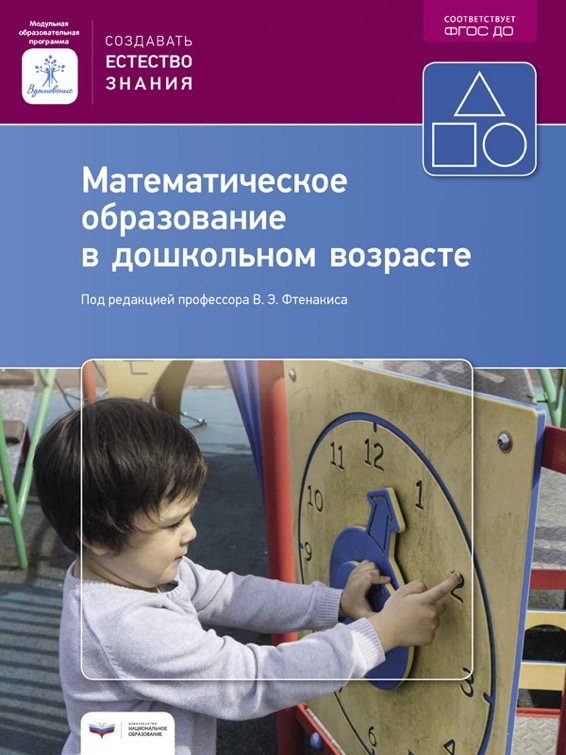 Модульная
образовательная
программа
Вдохновение
СОЗДАВАТЬ
ЕСТЕСТВО
ЗНАНИЯ
СООТВЕТСТВУЕТ
ФГОС ДО
Математическое
образование
в дошкольном возрасте
Под редакцией профессора В. Э. Фтенакиса
11
12
1
10
2
9
ИЗДАТЕЛЬСТВО
НАЦИОНАЛЬНОЕ
ОБРАЗОВАНИЕ